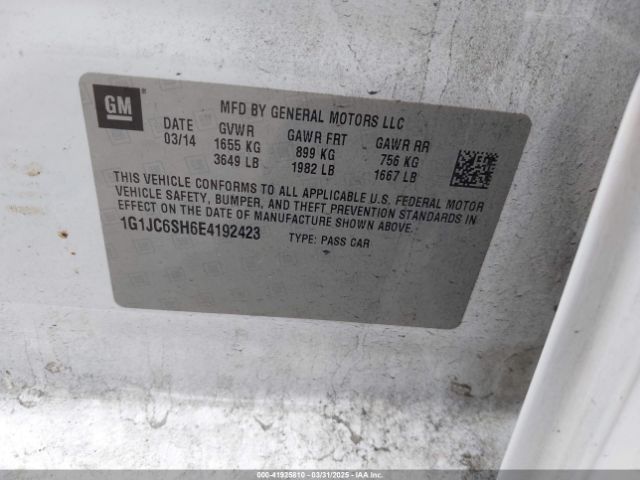 GM
MFD BY GENERAL MOTORS LLC
DATE GVWR GAWR FRT GAWR RR
03/14 1655 KG 899 KG 756 KG
3649 LB 1982 LB 1667 LB
THIS VEHICLE CONFORMS TO ALL APPLICABLE U.S. FEDERAL MOTOR
VEHICLE SAFETY, BUMPER, AND THEFT PREVENTION STANDARDS IN
EFFECT ON THE DATE OF MANUFACTURE SHOWN ABOVE.
1G1JC6SH6E4192423 TYPE: PASS CAR
000-41925810 - 03/31/2025 - IAAI.COM